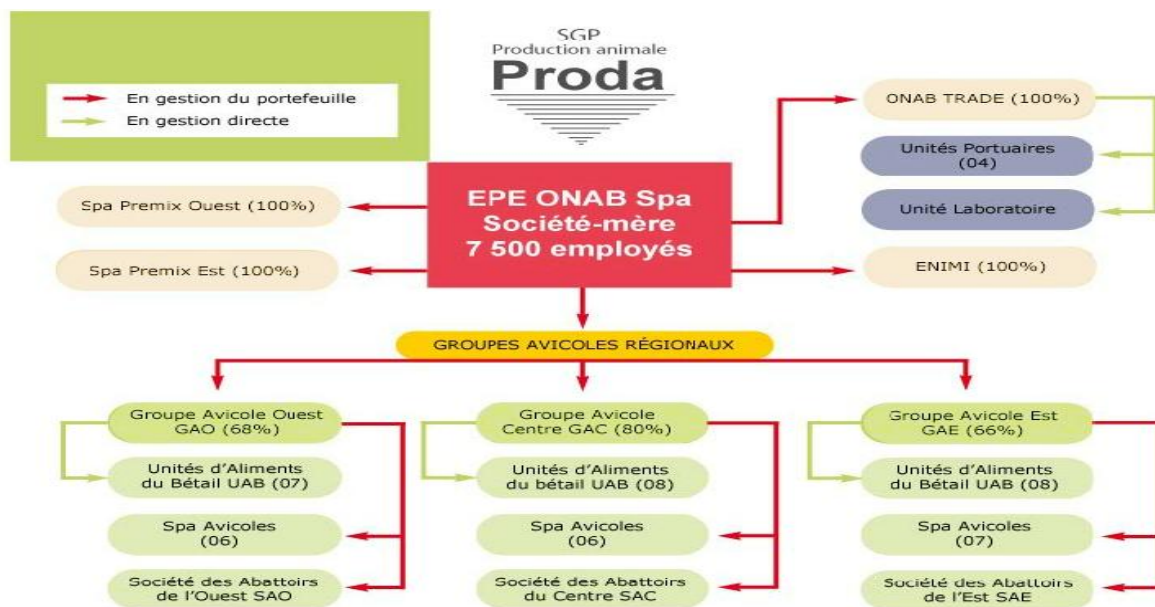 SGP
Production animale
Proda
En gestion du portefeuille
En gestion directe
ONAB TRADE (100%)
Unités Portuaires
(04)
Unité Laboratoire
ENIMI (100%)
Spa Premix Ouest (100%)
Spa Premix Est (100%)
EPE ONAB Spa
Société-mère
7 500 employés
GROUPES AVICOLES RÉGIONAUX
Groupe Avicole Ouest
GAO (68%)
Unités d'Aliments
du Bétail UAB (07)
Spa Avicoles
(06)
Société des Abattoirs
de l'Ouest SAO
Groupe Avicole
Centre GAC (80%)
Unités d'Aliments
du bétail UAB (08)
Spa Avicoles
(06)
Société des Abattoirs
du Centre SAC
Groupe Avicole Est
GAE (66%)
Unités d'Aliments
du Bétail UAB (08)
Spa Avicoles
(07)
Société des Abattoirs
de l'Est SAE